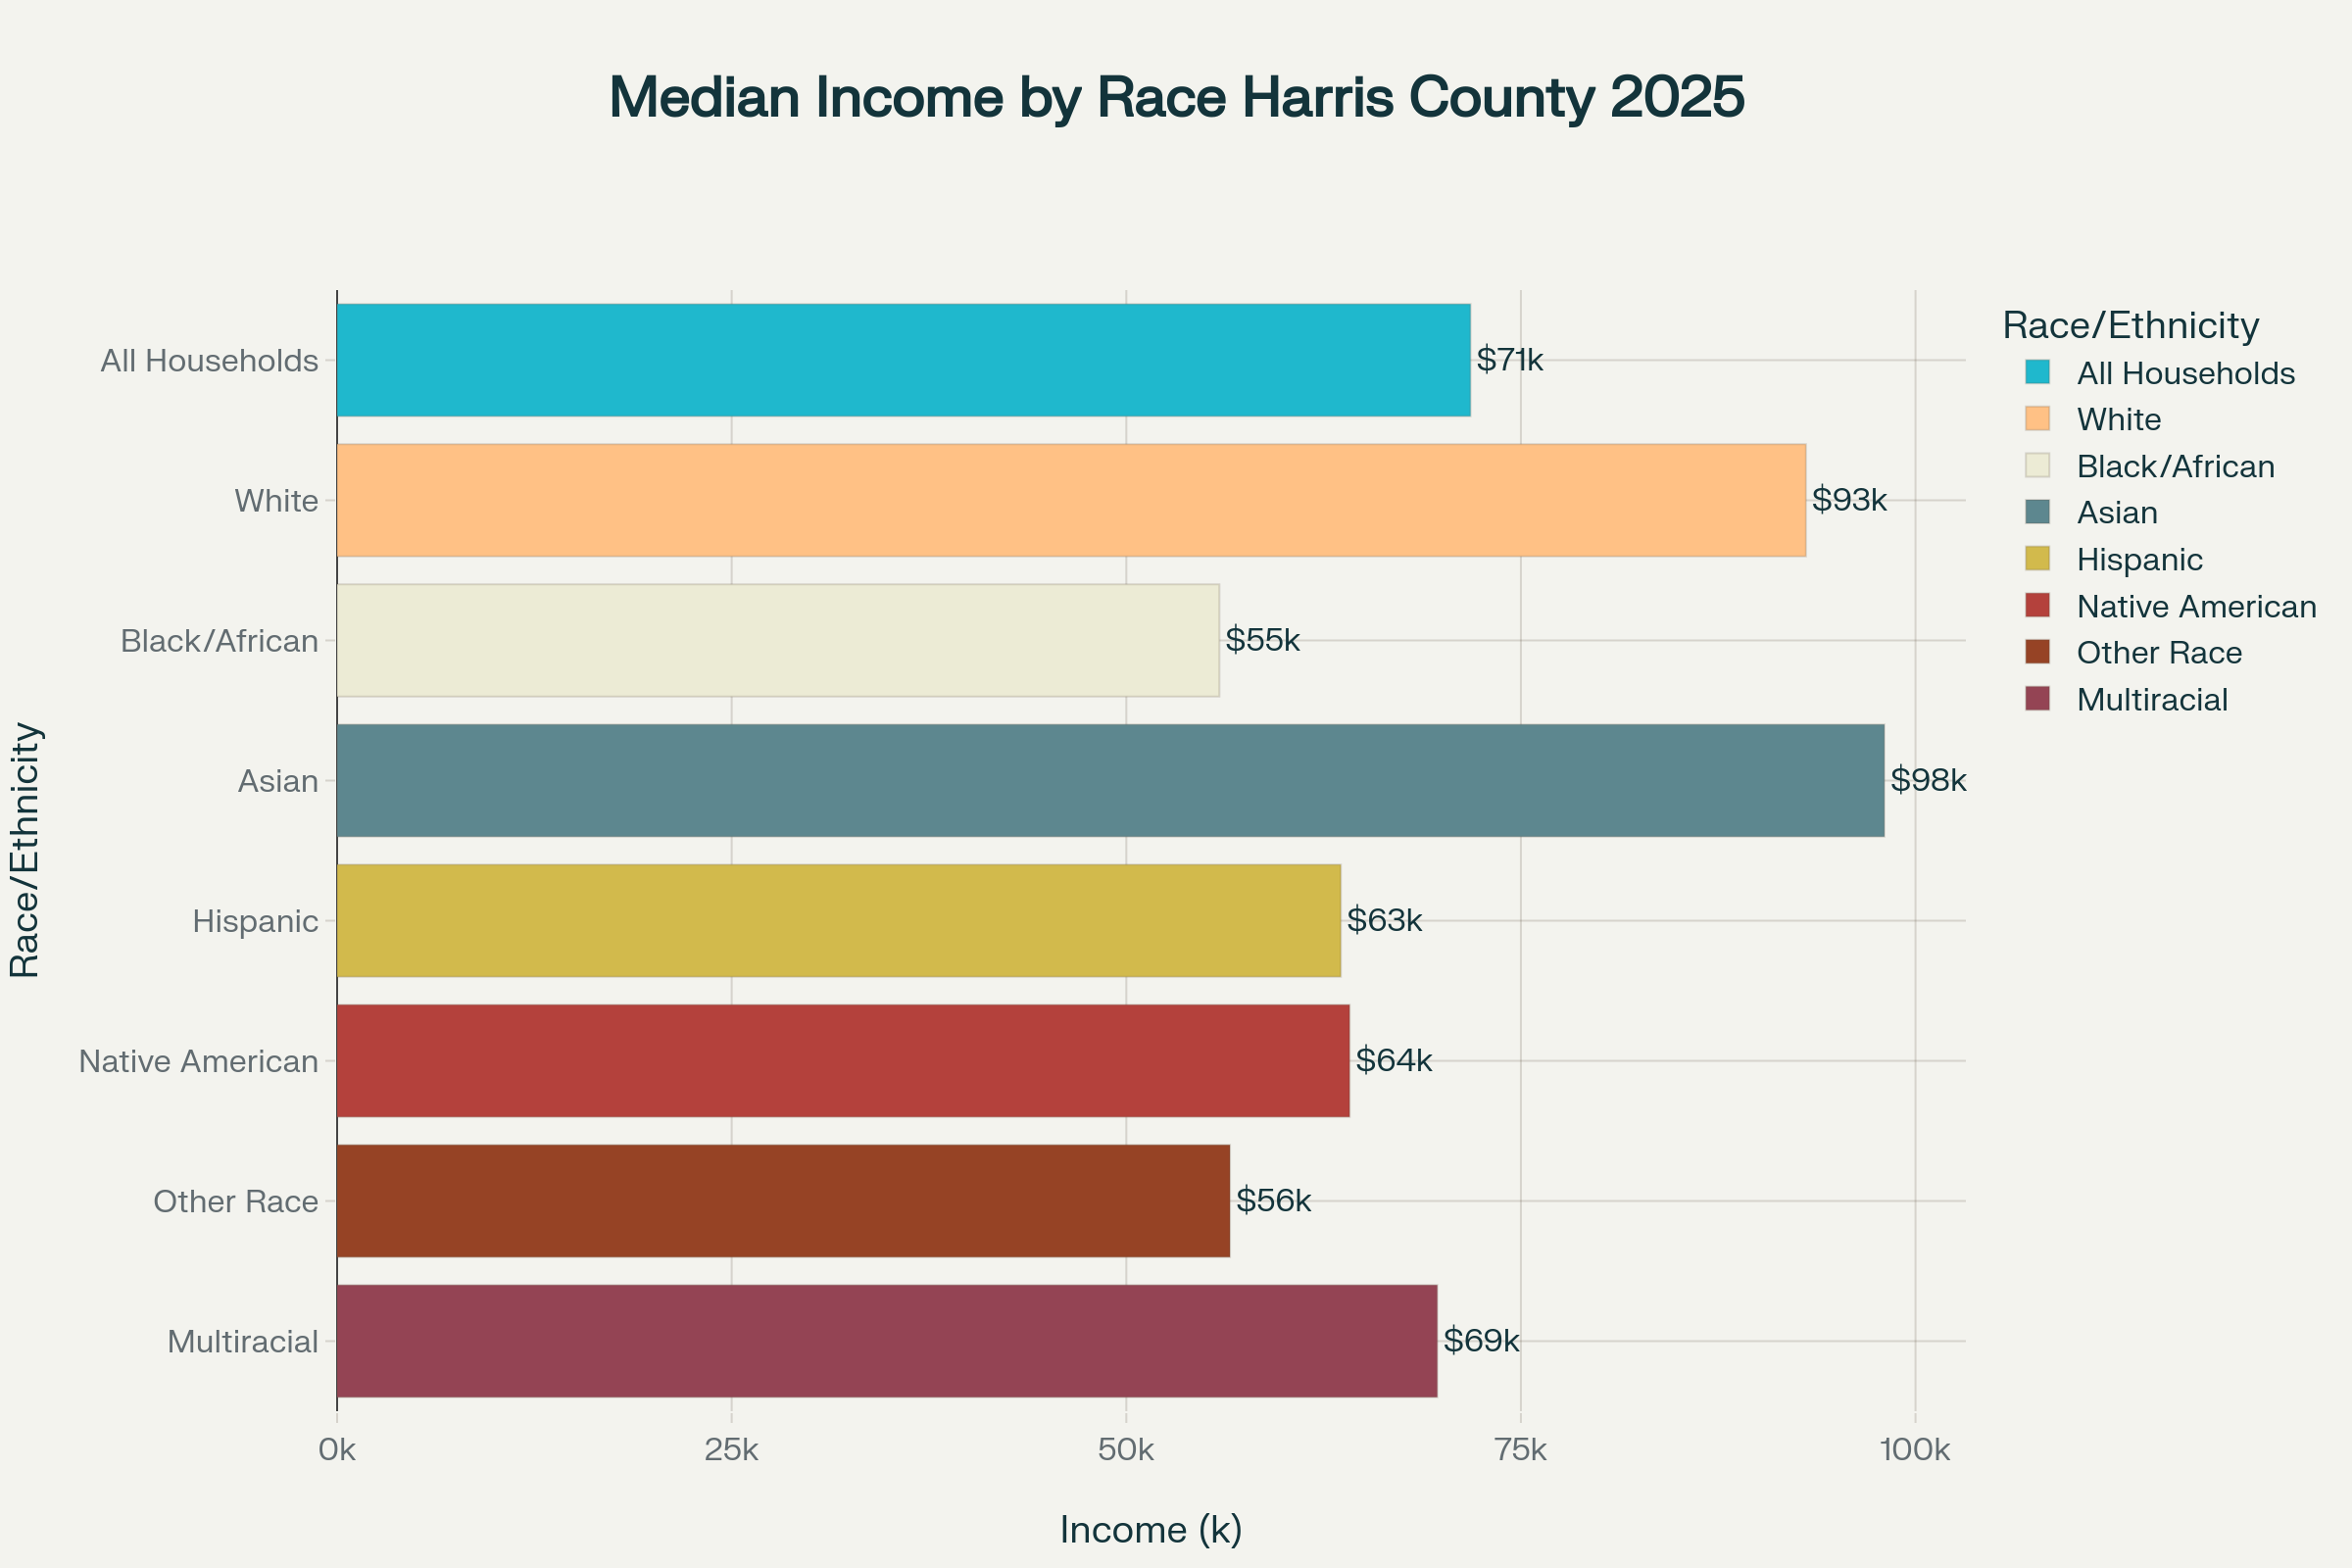 Median Income by Race Harris County 2025
Race/Ethnicity
All Households
$71k
White
$93k
Black/African
$55k
Asian
$98k
Hispanic
$63k
Native American
$64k
Other Race
$56k
Multiracial
$69k
0k 25k 50k 75k 100k
Income (k)
Race/Ethnicity
All Households
White
Black/African
Asian
Hispanic
Native American
Other Race
Multiracial